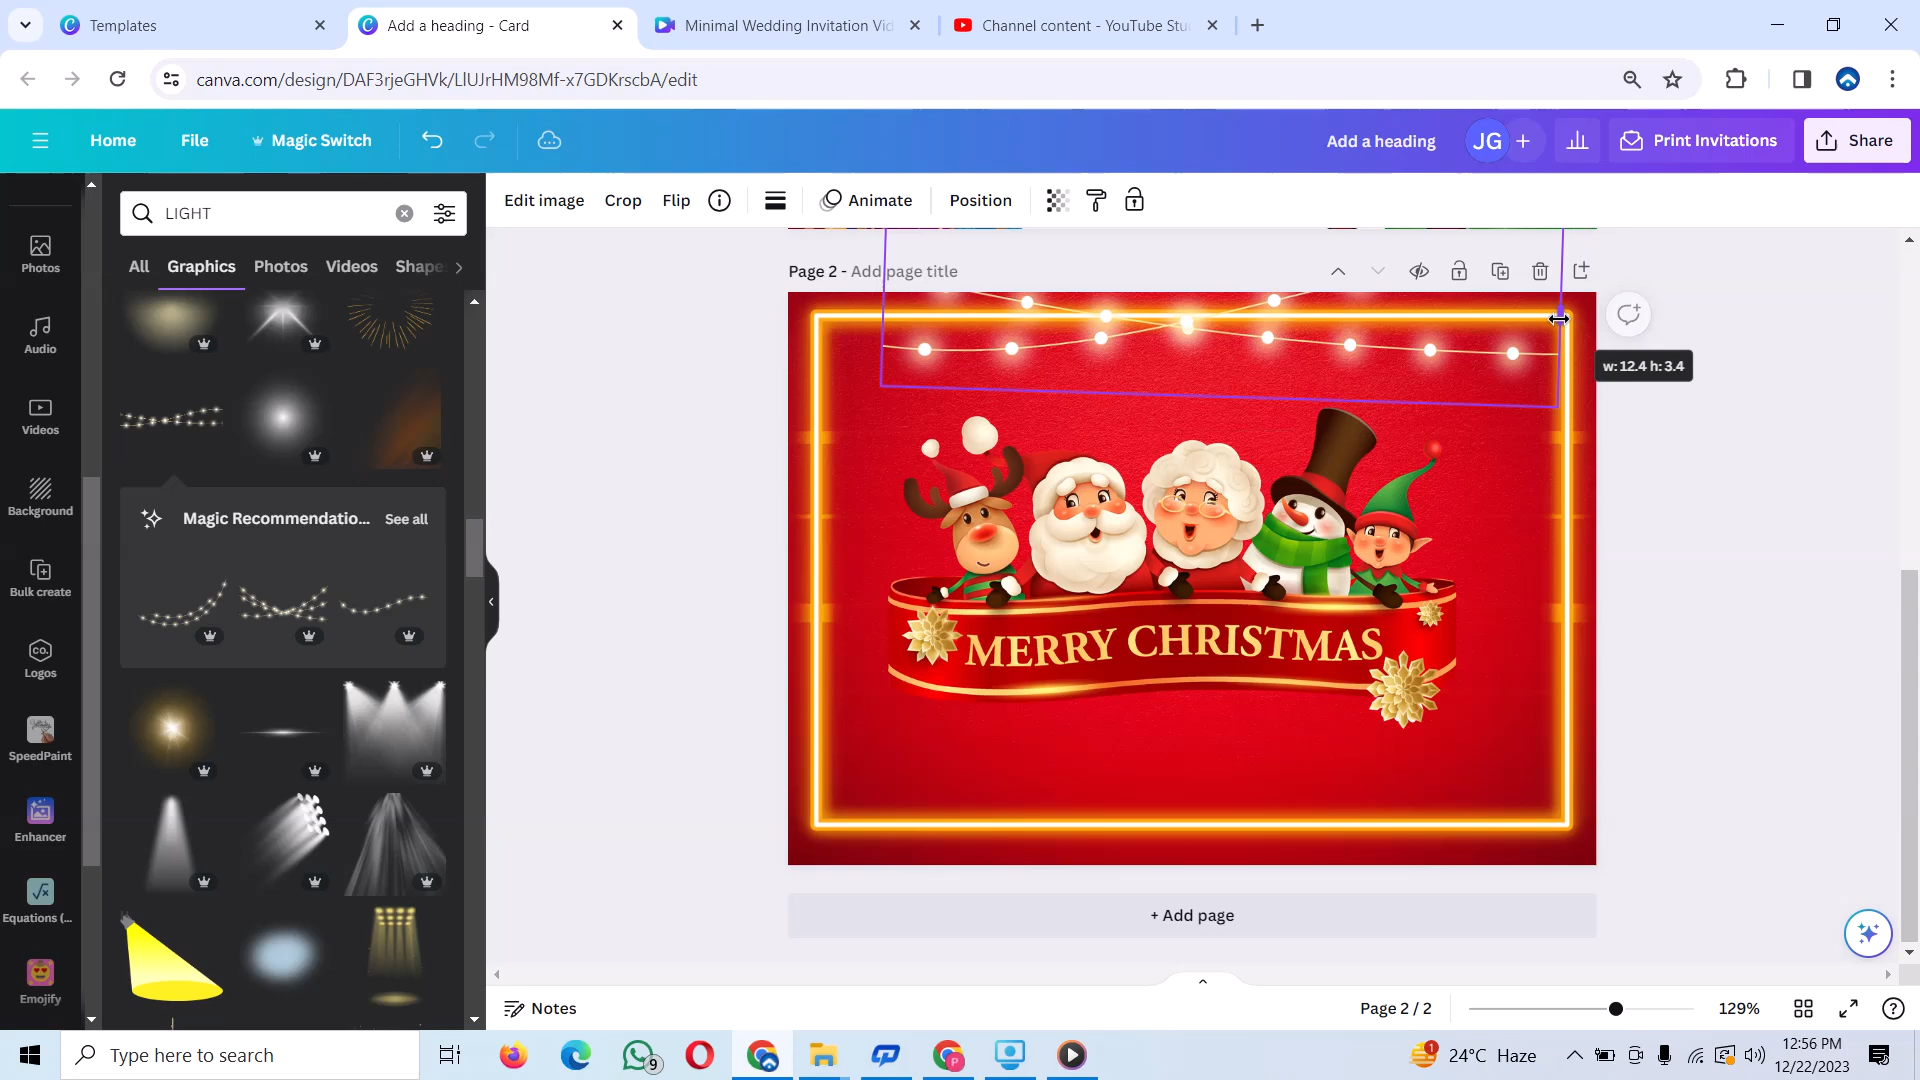 Templates
Add a heading - Card
Minimal Wedding Invitation Vid
Channel content - YouTube Stu
canva.com/design/DAF3rjeGHVk/LlUJrHM98Mf-x7GDKrscbA/edit
Home
File
Magic Switch
Add a heading
JG
Print Invitations
Share
LIGHT
Edit image
Crop
Flip
Animate
Position
All
Graphics
Photos
Videos
Shape
Page 2 - Add page title
w: 12.4 h: 3.4
Photos
Audio
Videos
Background
Bulk create
CO.
Logos
SpeedPaint
Enhancer
Equations (...
Emojify
Magic Recommendatio...
See all
MERRY CHRISTMAS
+ Add page
Notes
Page 2 / 2
129%
Type here to search
9
1
24°C Haze
12:56 PM
12/22/2023